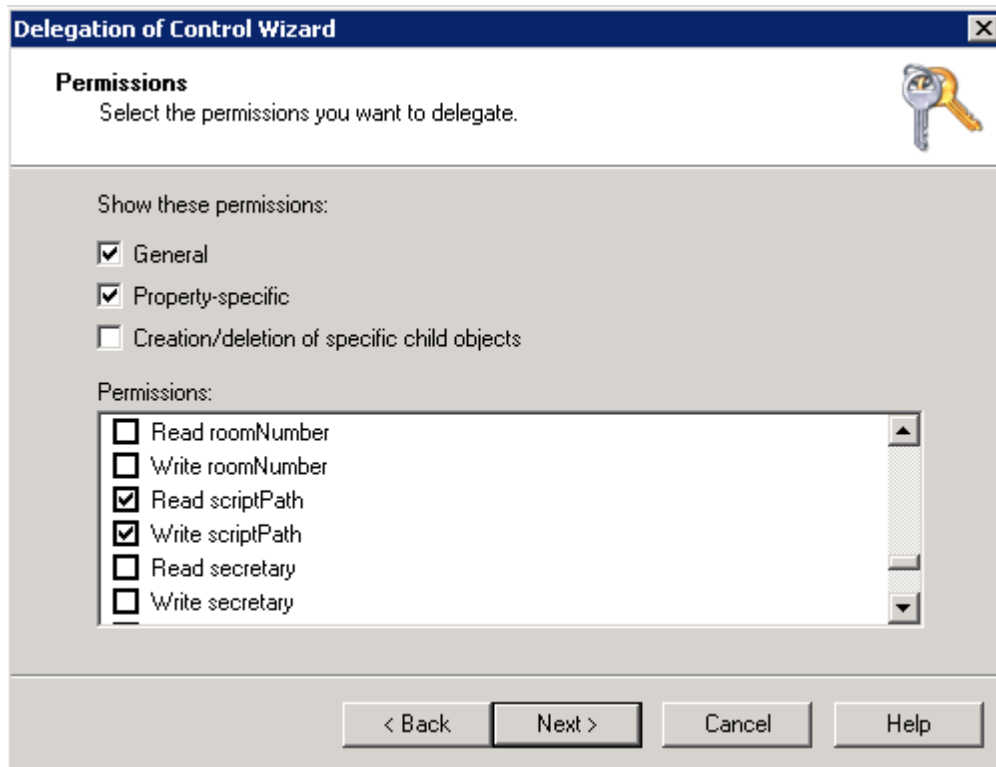 Delegation of Control Wizard
Permissions
Select the permissions you want to delegate.
Show these permissions:
General
Property-specific
Creation/deletion of specific child objects
Permissions:
Read roomNumber
Write roomNumber
Read scriptPath
Write scriptPath
Read secretary
Write secretary
< Back Next > Cancel Help